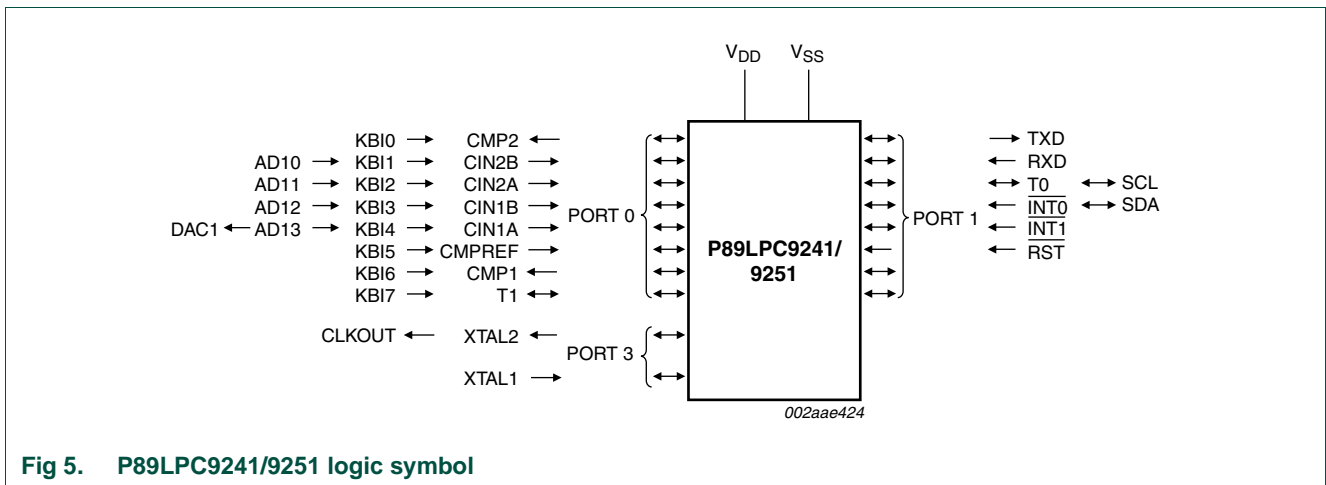 VDD VSS
KBI0 CMP2 TXD
AD10 KBI1 CIN2B RXD
AD11 KBI2 CIN2A T0 SCL
AD12 KBI3 CIN1B PORT 0 PORT 1 INT0 SDA
DAC1 AD13 KBI4 CIN1A INT1
KBI5 CMPREF P89LPC9241/ RST
KBI6 CMP1 9251
KBI7 T1
CLKOUT XTAL2
PORT 3
XTAL1
002aae424
Fig 5. P89LPC9241/9251 logic symbol